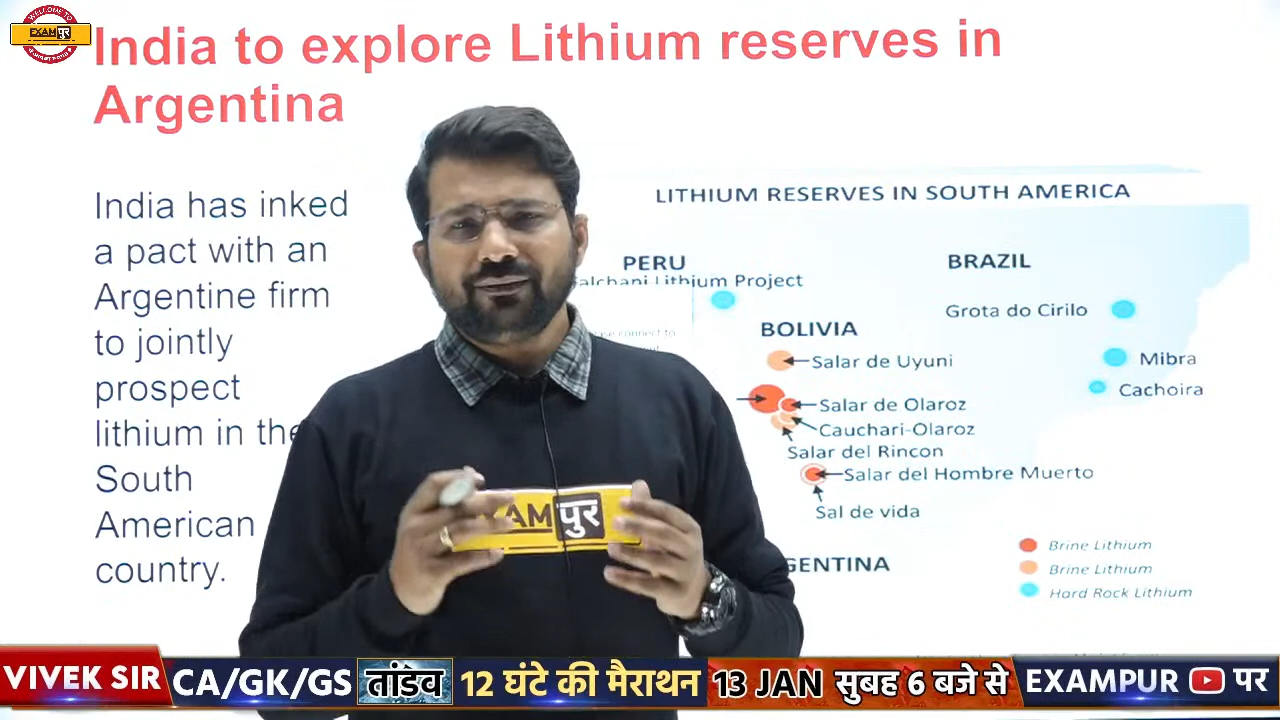 WELCOME TO
EXAMपुर
India to explore Lithium reserves in
Argentina
India has inked
a pact with an
Argentine firm
to jointly
prospect
lithium in the
South
American
country.
LITHIUM RESERVES IN SOUTH AMERICA
PERU
Falchani Lithium Project
BRAZIL
Grota do Cirilo
BOLIVIA
Salar de Uyuni
Mibra
Cachoira
Salar de Olaroz
Cauchari-Olaroz
Salar del Rincon
Salar del Hombre Muerto
Sal de vida
GENTINA
Brine Lithium
Brine Lithium
Hard Rock Lithium
EXAMपुर
VIVEK SIR
CA/GK/GS
तांडव
12 घंटे की मैराथन
13 JAN सुबह 6 बजे से
EXAMPUR पर